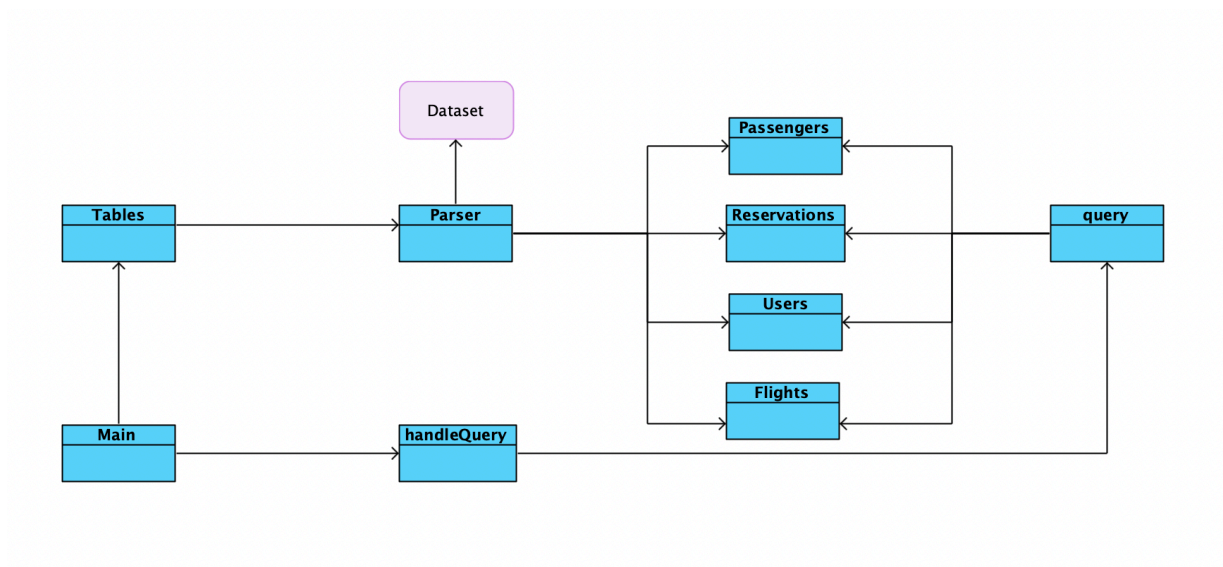 Dataset
Passengers
Tables
Parser
Reservations
query
Users
Flights
Main
handleQuery